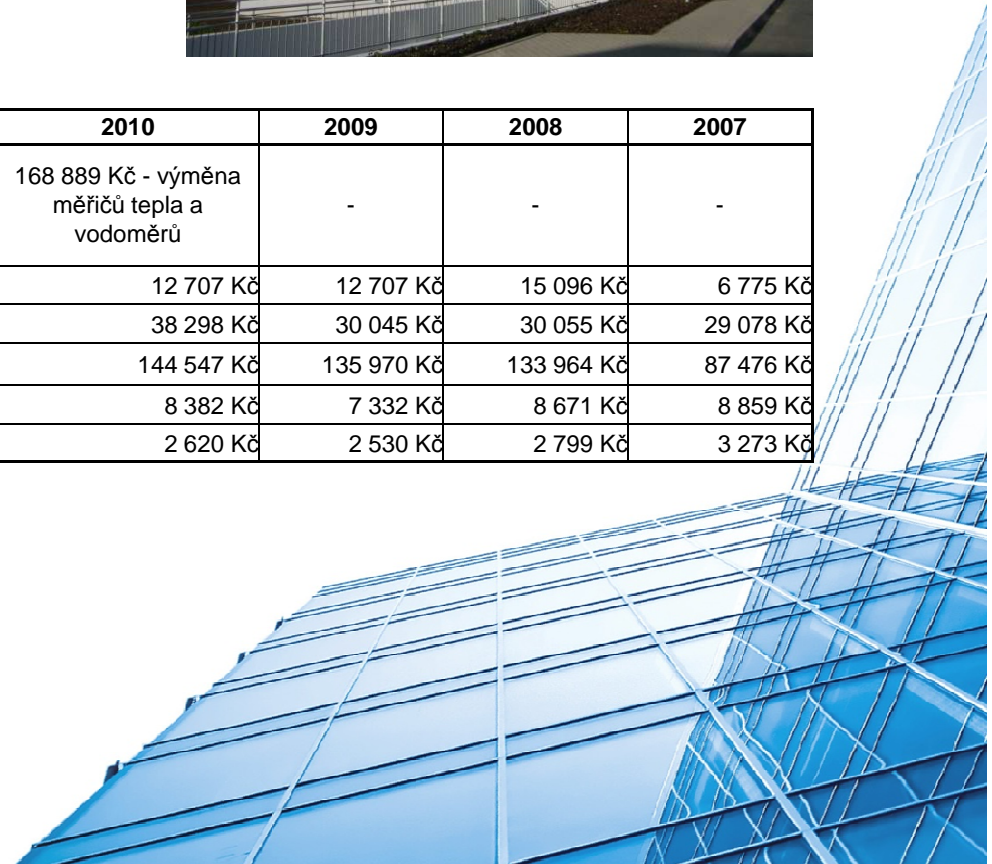 2010 2009 2008 2007
168 889 Kč - výměna
měřičů tepla a - - -
vodoměrů
12 707 Kč 12 707 Kč 15 096 Kč 6 775 Kč
38 298 Kč 30 045 Kč 30 055 Kč 29 078 Kč
144 547 Kč 135 970 Kč 133 964 Kč 87 476 Kč
8 382 Kč 7 332 Kč 8 671 Kč 8 859 Kč
2 620 Kč 2 530 Kč 2 799 Kč 3 273 Kč